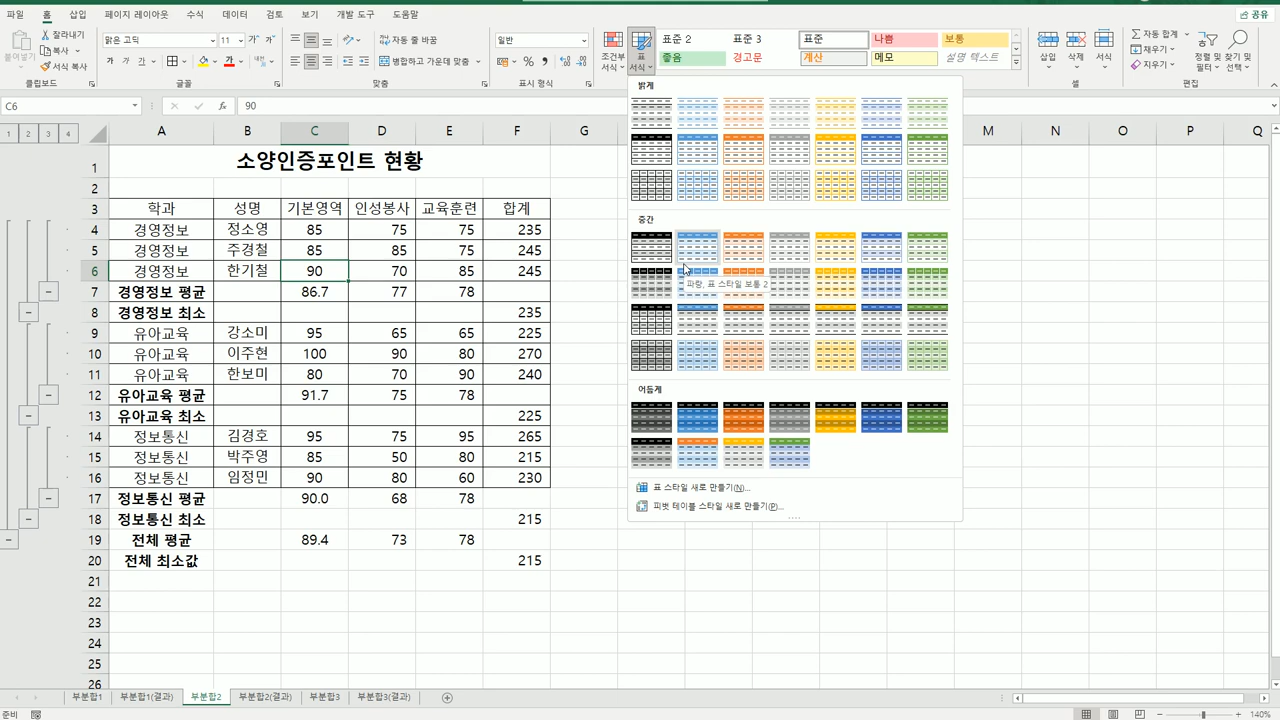 파일 홈 삽입 페이지 레이아웃 수식 데이터 검토 보기 개발 도구 도움말 공유
잘라내기
복사
서식 복사
붙여넣기
클립보드
맑은 고딕 11
가 가 가
글꼴
자동 줄 바꿈
병합하고 가운데 맞춤
맞춤
일반
표시 형식
조건부 서식
표 서식
표준 2 표준 3 표준 나쁨 보통
좋음 경고문 계산 메모 설명 텍스트
삽입 삭제 서식
자동 합계
채우기
지우기
정렬 및 필터
찾기 및 선택
편집
C6 fx 90
1 2 3 4
A B C D E F G M N O P Q
1 소양인증포인트 현황
2
3 학과 성명 기본영역 인성봉사 교육훈련 합계
4 경영정보 정소영 85 75 75 235
5 경영정보 주경철 85 85 75 245
6 경영정보 한기철 90 70 85 245
7 경영정보 평균 86.7 77 78
8 경영정보 최소 235
9 유아교육 강소미 95 65 65 225
10 유아교육 이주현 100 90 80 270
11 유아교육 한보미 80 70 90 240
12 유아교육 평균 91.7 75 78
13 유아교육 최소 225
14 정보통신 김경호 95 75 95 265
15 정보통신 박주영 85 50 80 215
16 정보통신 임정민 90 80 60 230
17 정보통신 평균 90.0 68 78
18 정보통신 최소 215
19 전체 평균 89.4 73 78
20 전체 최소값 215
21
22
23
24
25
26
밝게
중간
파랑, 표 스타일 보통 2
어둡게
표 스타일 새로 만들기(N)...
피벗 테이블 스타일 새로 만들기(P)...
부분합1 부분합1(결과) 부분합2 부분합2(결과) 부분합3 부분합3(결과)
준비 140%